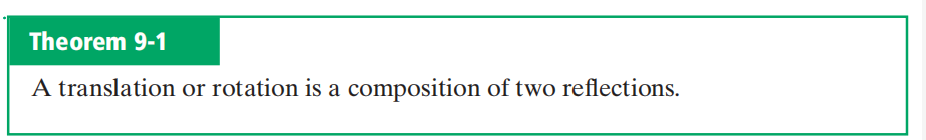 Theorem 9-1
A translation or rotation is a composition of two reflections.